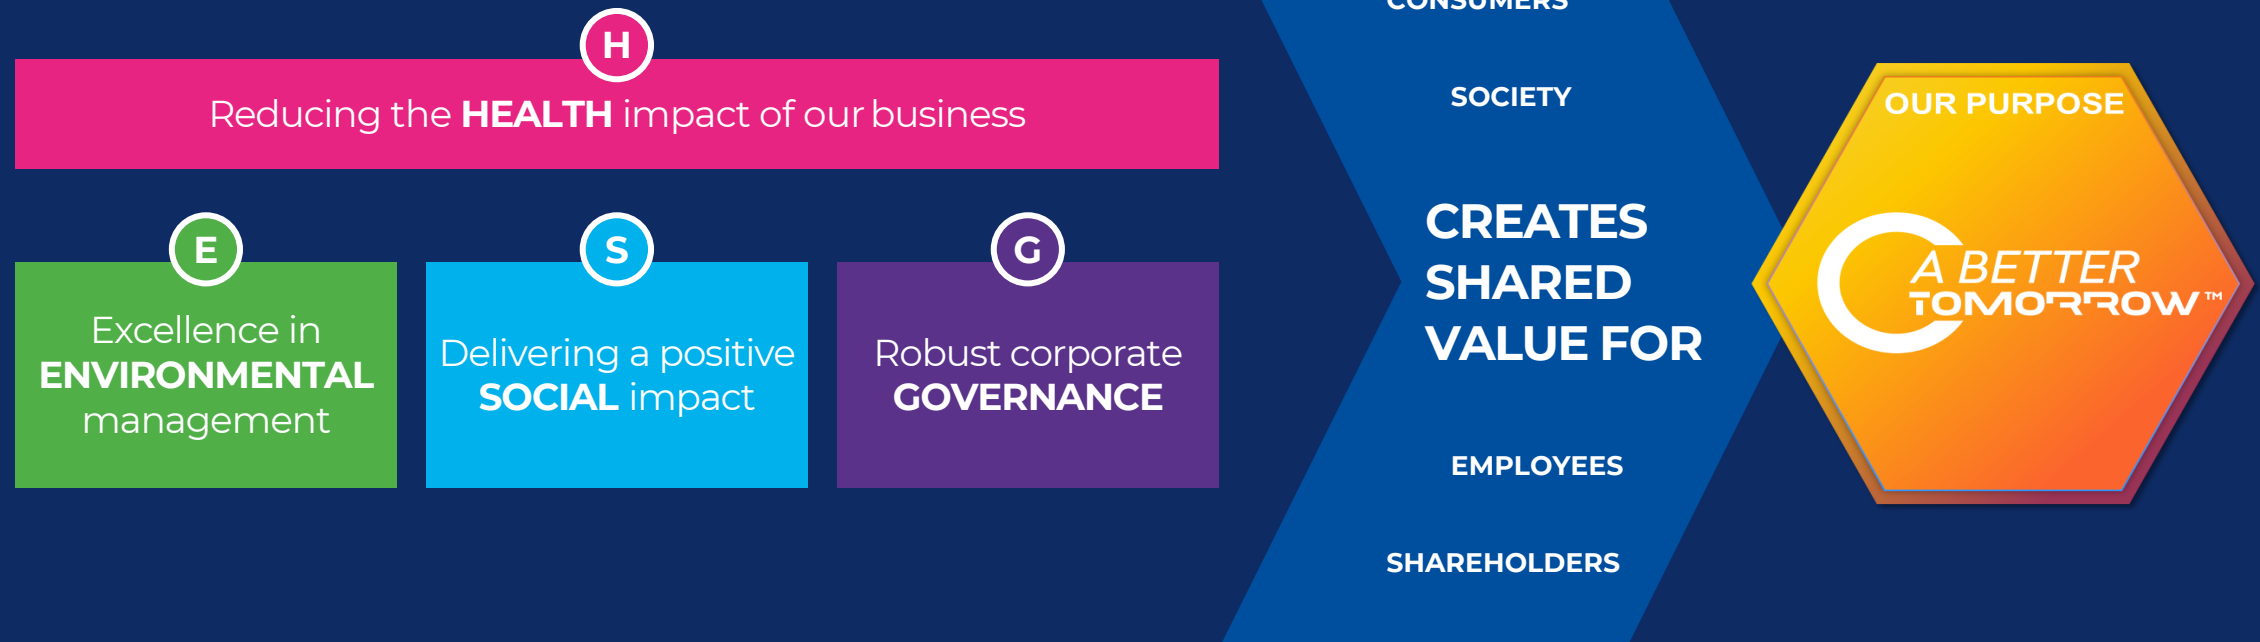 H
Reducing the HEALTH impact of our business
E
Excellence in
ENVIRONMENTAL
management
S
Delivering a positive
SOCIAL impact
G
Robust corporate
GOVERNANCE
CONSUMERS
SOCIETY
CREATES
SHARED
VALUE FOR
EMPLOYEES
SHAREHOLDERS
OUR PURPOSE
A BETTER
TOMORROW™